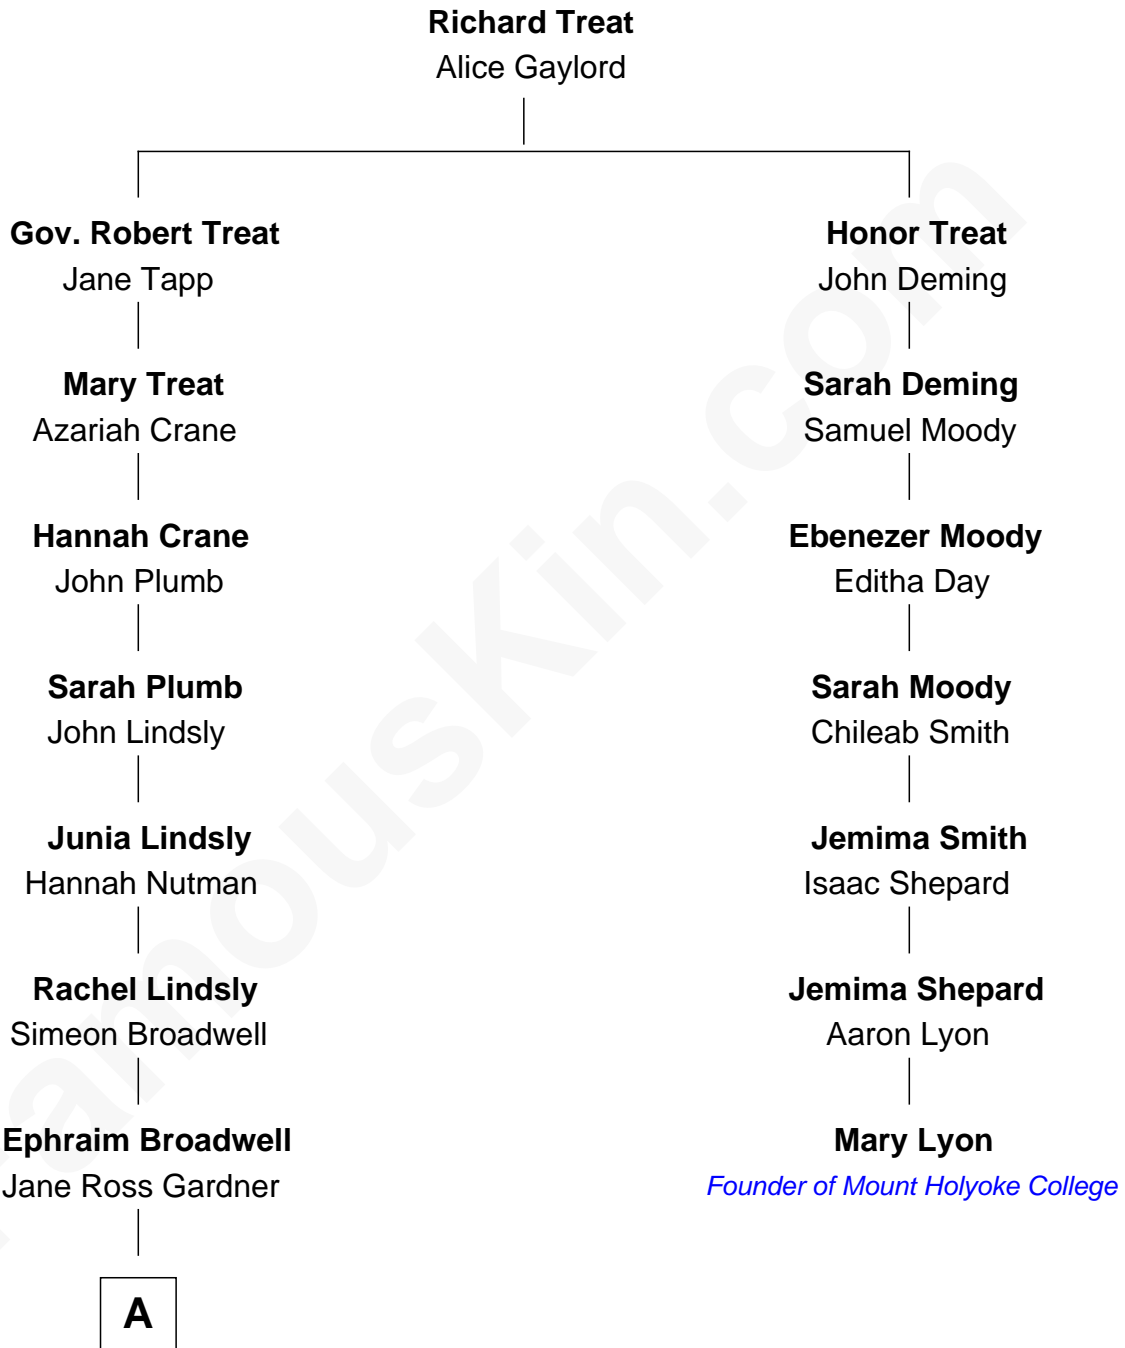 Richard Treat
Alice Gaylord
Gov. Robert Treat
Jane Tapp
Honor Treat
John Deming
Mary Treat
Azariah Crane
Sarah Deming
Samuel Moody
Hannah Crane
John Plumb
Ebenezer Moody
Editha Day
Sarah Plumb
John Lindsly
Sarah Moody
Chileab Smith
Junia Lindsly
Hannah Nutman
Jemima Smith
Isaac Shepard
Rachel Lindsly
Simeon Broadwell
Jemima Shepard
Aaron Lyon
Ephraim Broadwell
Jane Ross Gardner
Mary Lyon
Founder of Mount Holyoke College
A
FamousKin.com